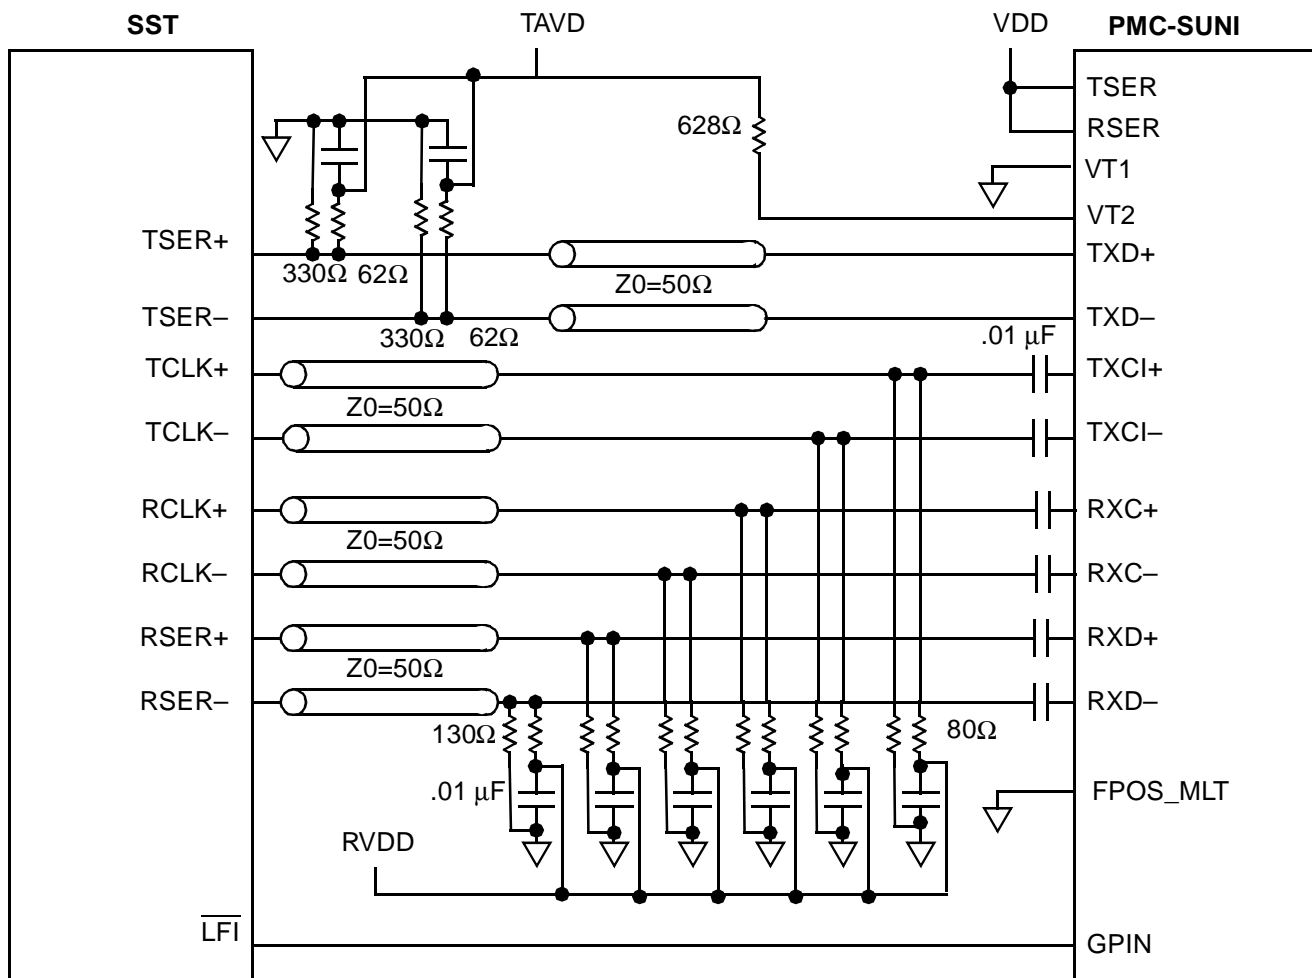 SST
TAVD
VDD
PMC-SUNI
TSER
628Ω
RSER
VT1
VT2
TSER+
TXD+
330Ω 62Ω
Z0=50Ω
TSER–
TXD–
330Ω 62Ω
.01 μF
TCLK+
TXCI+
Z0=50Ω
TCLK–
TXCI–
RCLK+
RXC+
Z0=50Ω
RCLK–
RXC–
RSER+
RXD+
Z0=50Ω
RSER–
RXD–
130Ω
80Ω
.01 μF
FPOS_MLT
RVDD
LFI
GPIN